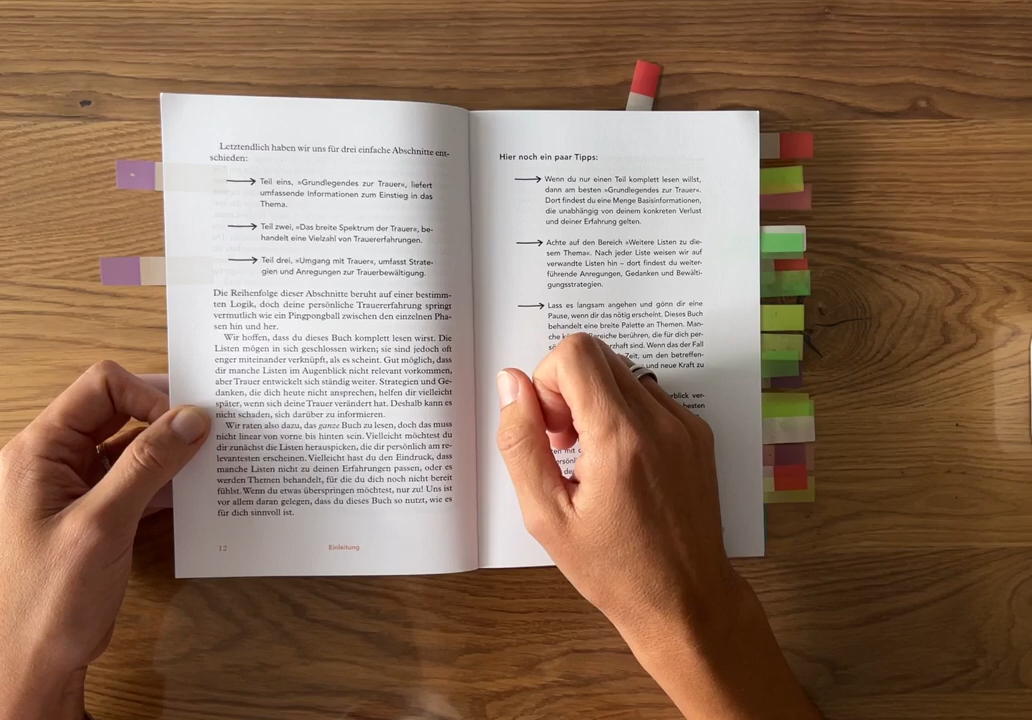 Letztendlich haben wir uns für drei einfache Abschnitte ent-
schieden:
Teil eins, »Grundlegendes zur Trauer«, liefert
umfassende Informationen zum Einstieg in das
Thema.
Teil zwei, »Das breite Spektrum der Trauer«, be-
handelt eine Vielzahl von Trauererfahrungen.
Teil drei, »Umgang mit Trauer«, umfasst Strate-
gien und Anregungen zur Trauerbewältigung.
Die Reihenfolge dieser Abschnitte beruht auf einer bestimm-
ten Logik, doch deine persönliche Trauererfahrung springt
vermutlich wie ein Pingpongball zwischen den einzelnen Pha-
sen hin und her.
Wir hoffen, dass du dieses Buch komplett lesen wirst. Die
Listen mögen in sich geschlossen wirken; sie sind jedoch oft
enger miteinander verknüpft, als es scheint. Gut möglich, dass
dir manche Listen im Augenblick nicht relevant vorkommen,
aber Trauer entwickelt sich ständig weiter. Strategien und Ge-
danken, die dich heute nicht ansprechen, helfen dir vielleicht
später, wenn sich deine Trauer verändert hat. Deshalb kann es
nicht schaden, sich darüber zu informieren.
Wir raten also dazu, das ganze Buch zu lesen, doch das muss
nicht linear von vorne bis hinten sein. Vielleicht möchtest du
dir zunächst die Listen herauspicken, die dir persönlich am re-
levantesten erscheinen. Vielleicht hast du den Eindruck, dass
manche Listen nicht zu deinen Erfahrungen passen, oder es
werden Themen behandelt, für die du dich noch nicht bereit
fühlst. Wenn du etwas überspringen möchtest, nur zu! Uns ist
vor allem daran gelegen, dass du dieses Buch so nutzt, wie es
für dich sinnvoll ist.
12
Einleitung
Hier noch ein paar Tipps:
Wenn du nur einen Teil komplett lesen willst,
dann am besten »Grundlegendes zur Trauer«.
Dort findest du eine Menge Basisinformationen,
die unabhängig von deinem konkreten Verlust
und deiner Erfahrung gelten.
Achte auf den Bereich »Weitere Listen zu die-
sem Thema«. Nach jeder Liste weisen wir auf
verwandte Listen hin – dort findest du weiter-
führende Anregungen, Gedanken und Bewälti-
gungsstrategien.
Lass es langsam angehen und gönn dir eine
Pause, wenn dir das nötig erscheint. Dieses Buch
behandelt eine breite Palette an Themen. Man-
che Bereiche berühren, die für dich per-
sind. Wenn das der Fall
Zeit, um den betreffen-
und neue Kraft zu